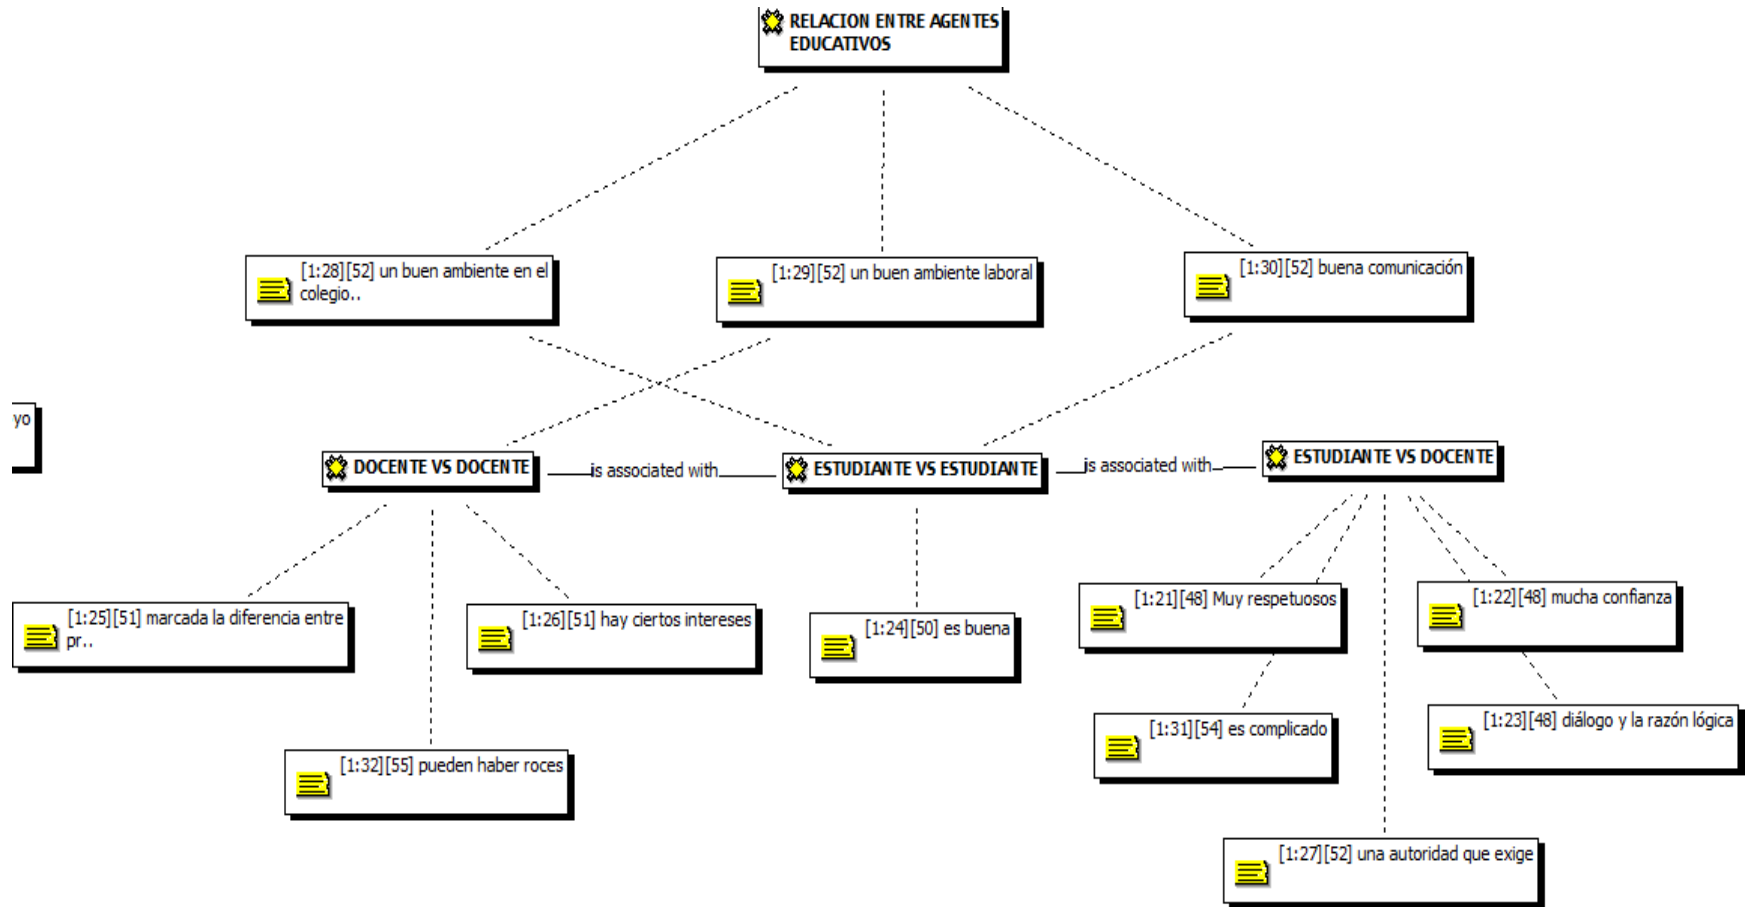 RELACION ENTRE AGENTES
EDUCATIVOS
[1:28][52] un buen ambiente en el
colegio..
[1:29][52] un buen ambiente laboral
[1:30][52] buena comunicación
yo
DOCENTE VS DOCENTE
is associated with
ESTUDIANTE VS ESTUDIANTE
is associated with
ESTUDIANTE VS DOCENTE
[1:25][51] marcada la diferencia entre
pr..
[1:26][51] hay ciertos intereses
[1:24][50] es buena
[1:21][48] Muy respetuosos
[1:22][48] mucha confianza
[1:32][55] pueden haber roces
[1:31][54] es complicado
[1:23][48] diálogo y la razón lógica
[1:27][52] una autoridad que exige